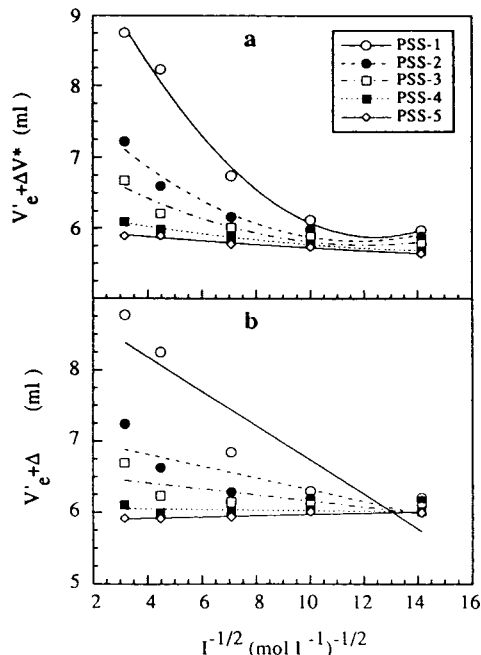 9
a
PSS-1
PSS-2
PSS-3
PSS-4
PSS-5
8
7
6
V'e+ΔV* (ml)
b
8
7
6
5
V'e+Δ (ml)
2 4 6 8 10 12 14 16
I-1/2 (mol l-1)-1/2